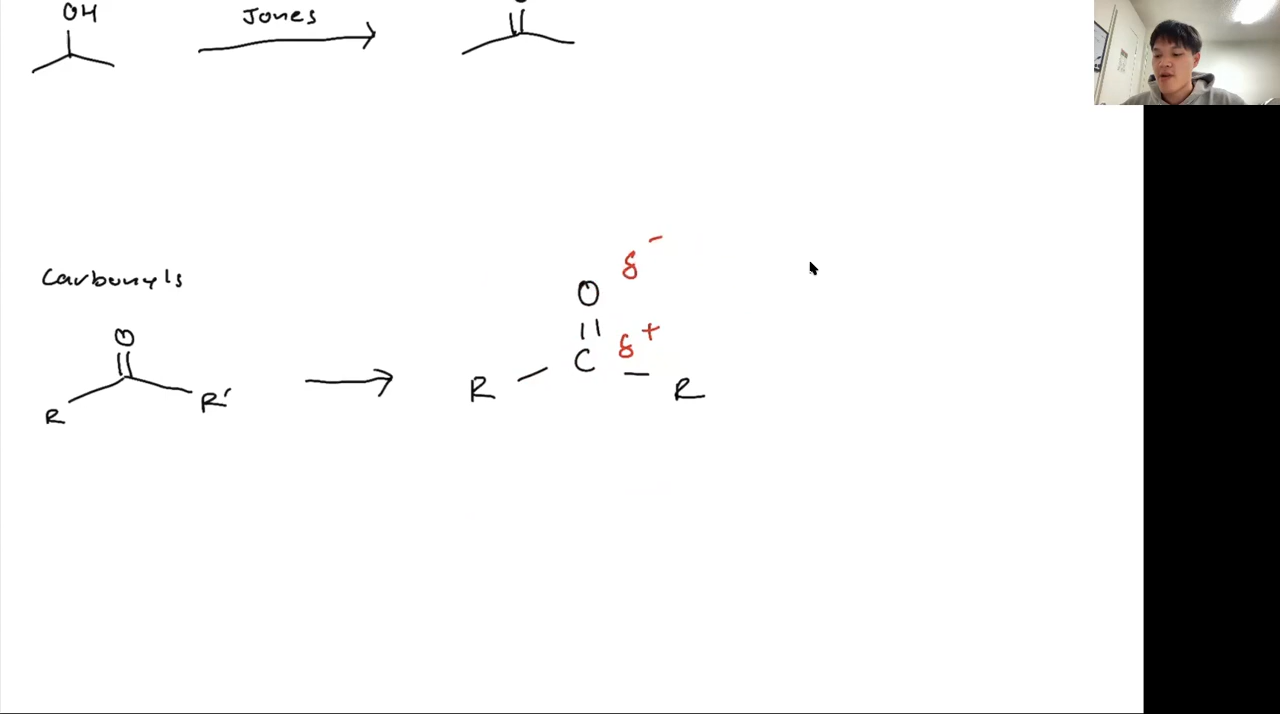 OH
Jones
Carbonyls
O
R
R'
δ -
O
δ +
C
R
R